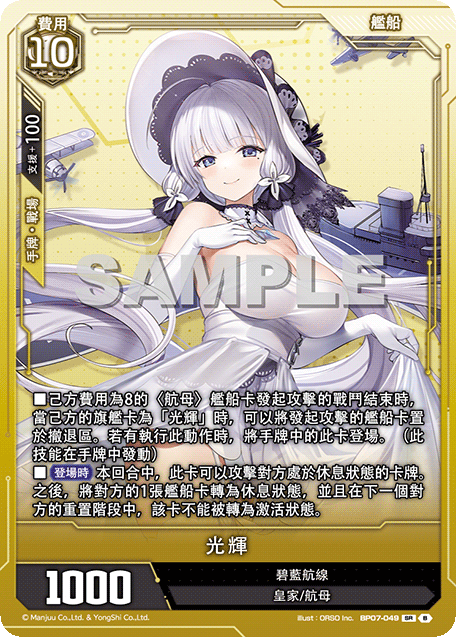 費用
10
艦船
支援+100
手牌・戰場
SAMPLE
■己方費用為8的〈航母〉艦船卡發起攻擊的戰鬥結束時，
當己方的旗艦卡為「光輝」時，可以將發起攻擊的艦船卡置
於撤退區。若有執行此動作時，將手牌中的此卡登場。（此
技能在手牌中發動）
■登場時 本回合中，此卡可以攻擊對方處於休息狀態的卡牌。
之後，將對方的1張艦船卡轉為休息狀態，並且在下一個對
方的重置階段中，該卡不能被轉為激活狀態。
光輝
1000
碧藍航線
皇家/航母
© Manjuu Co.,Ltd. & YongShi Co.,Ltd.
illust：ORSO Inc. BP07-049 SR B